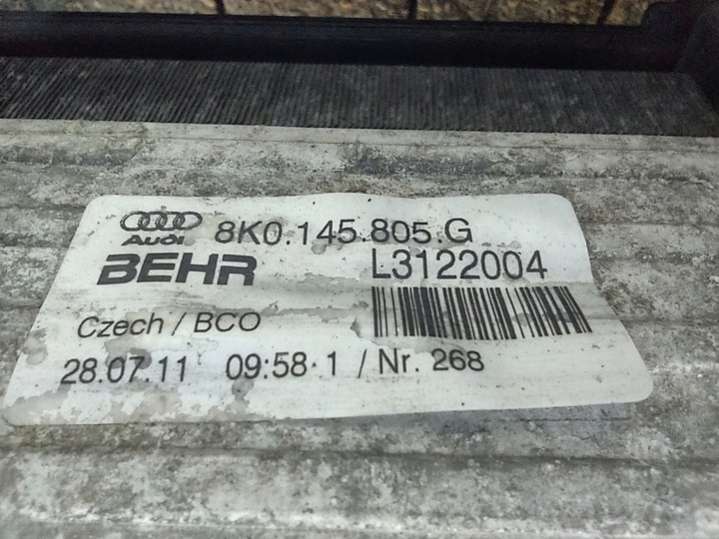 AUDI 8K0.145.805.G
BEHR L3122004
Czech / BCO
28.07.11 09:58·1 / Nr. 268